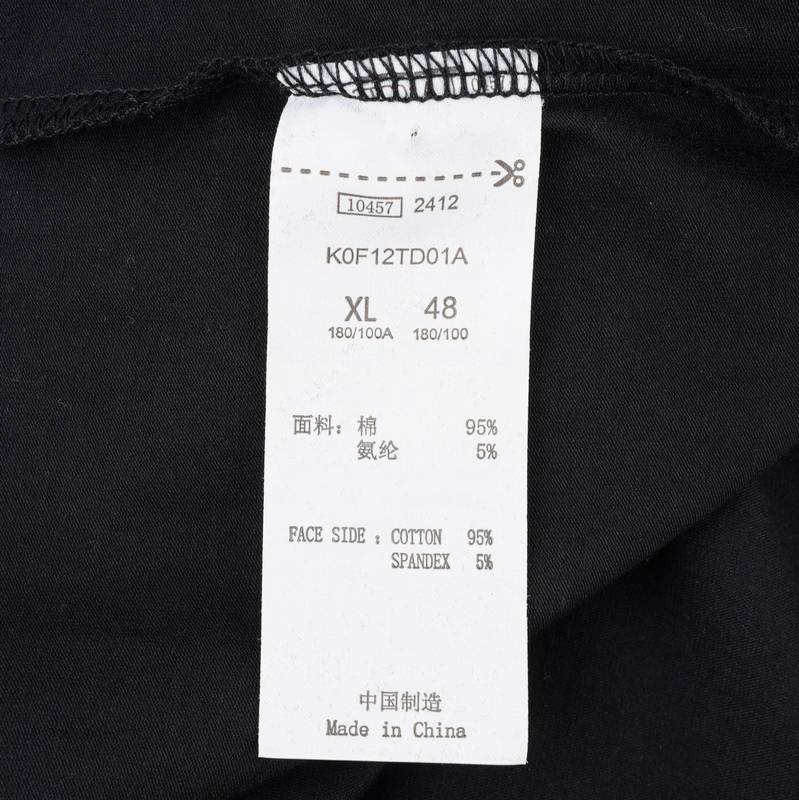 10457 2412
K0F12TD01A
XL 48
180/100A 180/100
面料：棉 95%
氨纶 5%
FACE SIDE : COTTON 95%
SPANDEX 5%
中国制造
Made in China